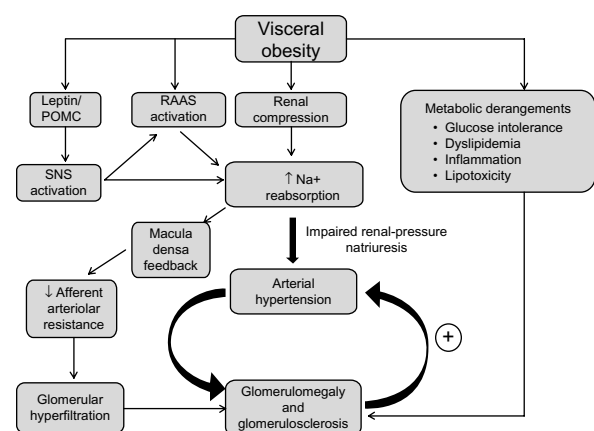 Visceral
obesity
Leptin/
POMC
RAAS
activation
Renal
compression
Metabolic derangements
• Glucose intolerance
• Dyslipidemia
• Inflammation
• Lipotoxicity
SNS
activation
↑ Na+
reabsorption
Macula
densa
feedback
Impaired renal-pressure
natriuresis
↓ Afferent
arteriolar
resistance
Arterial
hypertension
+
Glomerular
hyperfiltration
Glomerulomegaly
and
glomerulosclerosis